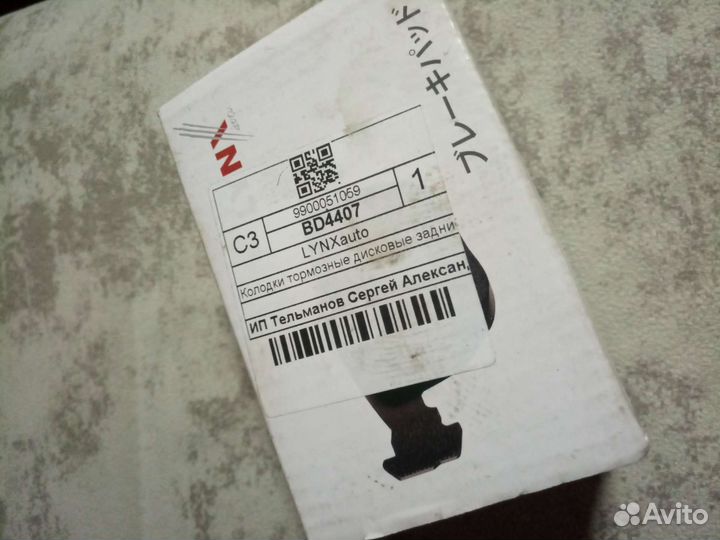 ブレーキパッド
9900051059
C3
BD4407
1
LYNXauto
Колодки тормозные дисковые задни
ИП Тельманов Сергей Алексан,
Avito